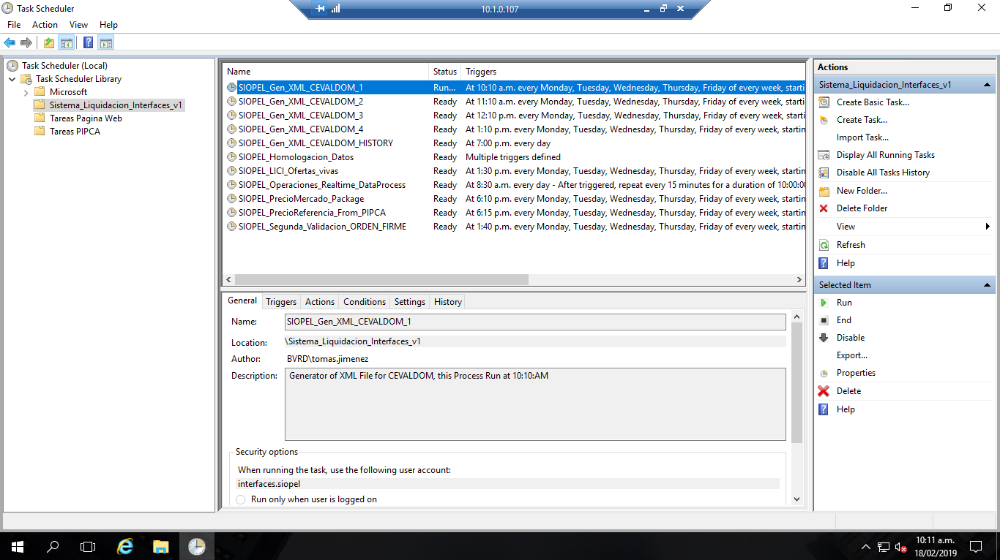 Task Scheduler
10.1.0.107
File Action View Help
Task Scheduler (Local)
Task Scheduler Library
Microsoft
Sistema_Liquidacion_Interfaces_v1
Tareas Pagina Web
Tareas PIPCA
Name Status Triggers
SIOPEL_Gen_XML_CEVALDOM_1 Run... At 10:10 a.m. every Monday, Tuesday, Wednesday, Thursday, Friday of every week, starti
SIOPEL_Gen_XML_CEVALDOM_2 Ready At 11:10 a.m. every Monday, Tuesday, Wednesday, Thursday, Friday of every week, starti
SIOPEL_Gen_XML_CEVALDOM_3 Ready At 12:10 p.m. every Monday, Tuesday, Wednesday, Thursday, Friday of every week, starti
SIOPEL_Gen_XML_CEVALDOM_4 Ready At 1:10 p.m. every Monday, Tuesday, Wednesday, Thursday, Friday of every week, startin
SIOPEL_Gen_XML_CEVALDOM_HISTORY Ready At 7:00 p.m. every day
SIOPEL_Homologacion_Datos Ready Multiple triggers defined
SIOPEL_LICI_Ofertas_vivas Ready At 1:30 p.m. every Monday, Tuesday, Wednesday, Thursday, Friday of every week, startin
SIOPEL_Operaciones_Realtime_DataProcess Ready At 8:30 a.m. every day - After triggered, repeat every 15 minutes for a duration of 10:00:00
SIOPEL_PrecioMercado_Package Ready At 6:10 p.m. every Monday, Tuesday, Wednesday, Thursday, Friday of every week, startin
SIOPEL_PrecioReferencia_From_PIPCA Ready At 6:15 p.m. every Monday, Tuesday, Wednesday, Thursday, Friday of every week, startin
SIOPEL_Segunda_Validacion_ORDEN_FIRME Ready At 1:40 p.m. every Monday, Tuesday, Wednesday, Thursday, Friday of every week, startin
General Triggers Actions Conditions Settings History
Name: SIOPEL_Gen_XML_CEVALDOM_1
Location: \Sistema_Liquidacion_Interfaces_v1
Author: BVRD\tomas.jimenez
Description: Generator of XML File for CEVALDOM, this Process Run at 10:10:AM
Security options
When running the task, use the following user account:
interfaces.siopel
Run only when user is logged on
Actions
Sistema_Liquidacion_Interfaces_v1
Create Basic Task...
Create Task...
Import Task...
Display All Running Tasks
Disable All Tasks History
New Folder...
Delete Folder
View
Refresh
Help
Selected Item
Run
End
Disable
Export...
Properties
Delete
Help
10:11 a.m.
18/02/2019